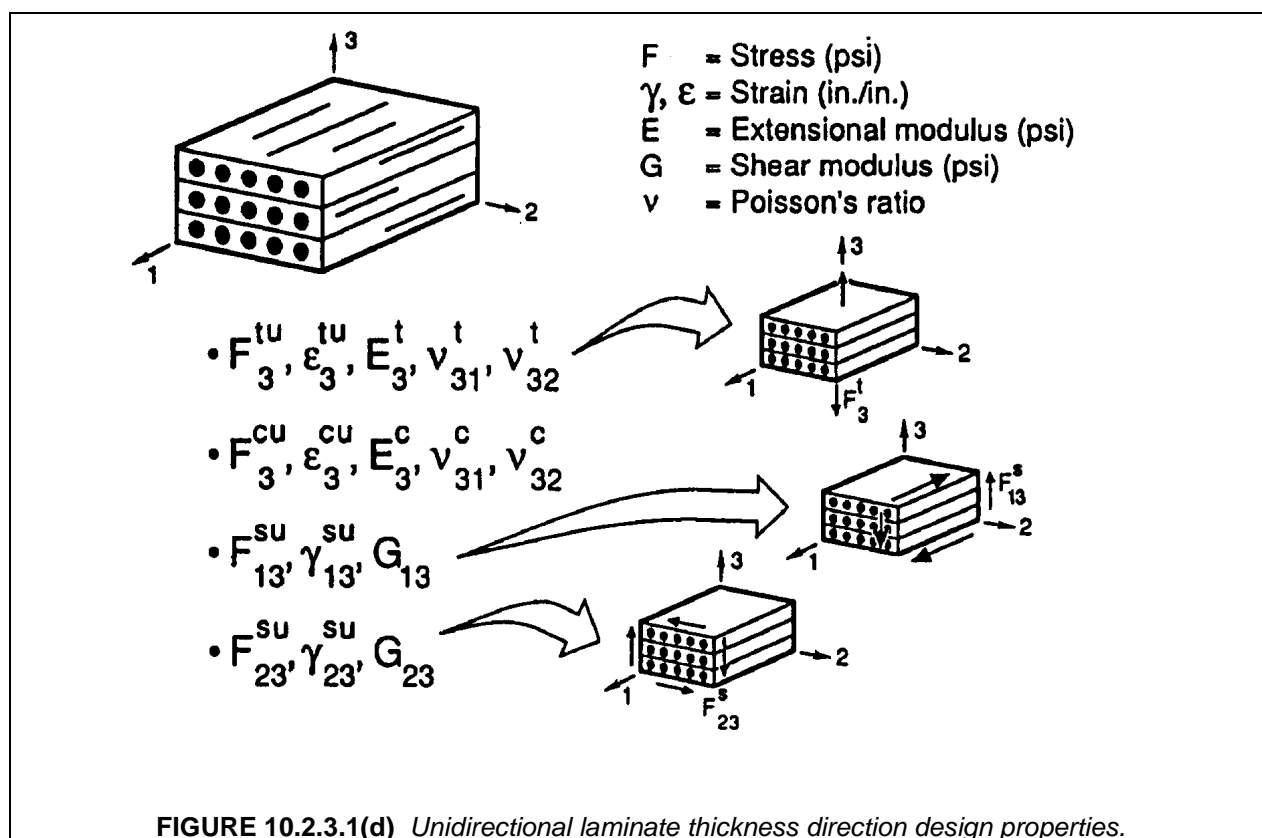 3
2
1
F = Stress (psi)
γ, ε = Strain (in./in.)
E = Extensional modulus (psi)
G = Shear modulus (psi)
ν = Poisson's ratio
• F₃ᵗᵘ, ε₃ᵗᵘ, E₃ᵗ, ν₃₁ᵗ, ν₃₂ᵗ
3
2
1
F₃ᵗ
• F₃ᶜᵘ, ε₃ᶜᵘ, E₃ᶜ, ν₃₁ᶜ, ν₃₂ᶜ
3
F₁₃ˢ
2
1
• F₁₃ˢᵘ, γ₁₃ˢᵘ, G₁₃
3
2
1
F₂₃ˢ
• F₂₃ˢᵘ, γ₂₃ˢᵘ, G₂₃
FIGURE 10.2.3.1(d) Unidirectional laminate thickness direction design properties.